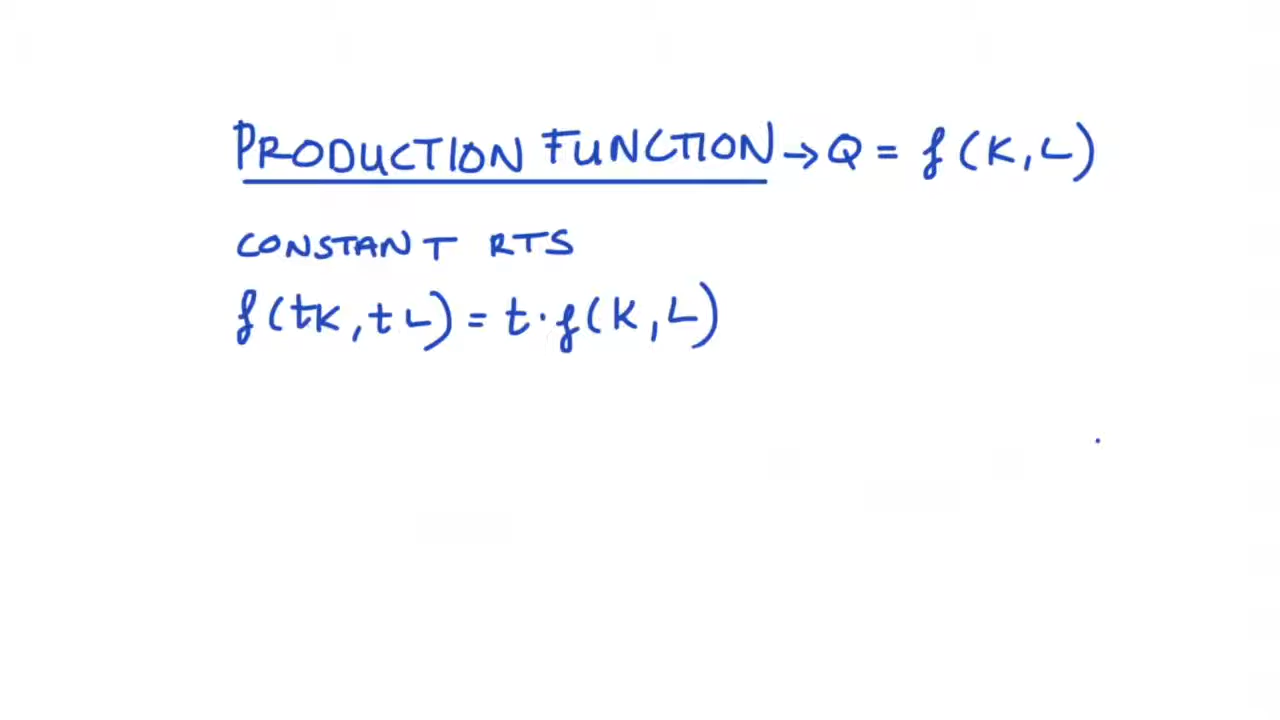 PRODUCTION FUNCTION → Q = f(K, L)
CONSTANT RTS
f(tK, tL) = t · f(K, L)